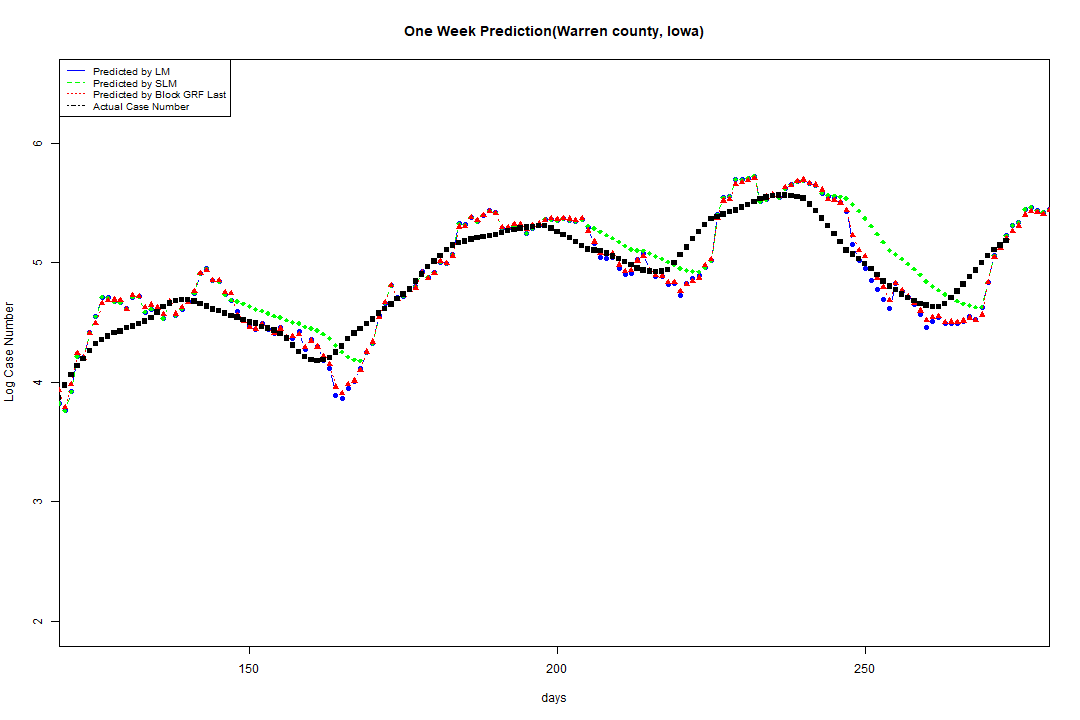 One Week Prediction(Warren county, Iowa)
Predicted by LM
Predicted by SLM
Predicted by Block GRF Last
Actual Case Number
6
5
4
3
2
Log Case Number
150
200
250
days